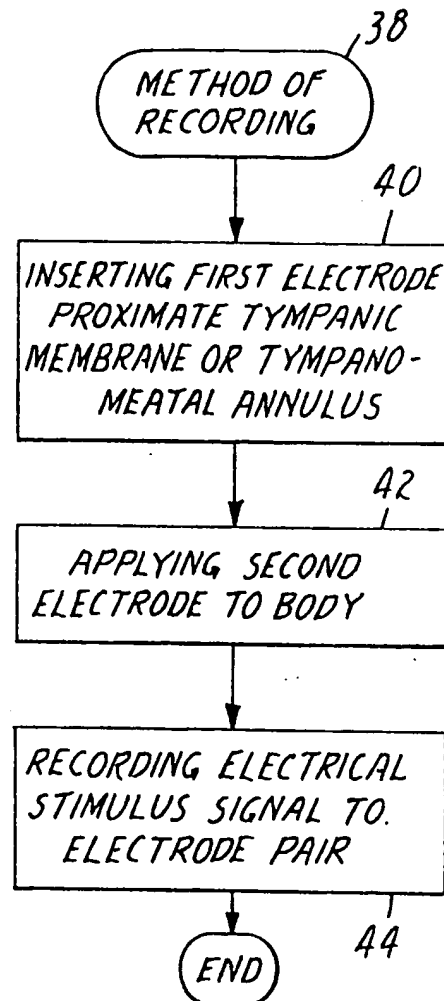 38
METHOD OF
RECORDING
40
INSERTING FIRST ELECTRODE
PROXIMATE TYMPANIC
MEMBRANE OR TYMPANO-
MEATAL ANNULUS
42
APPLYING SECOND
ELECTRODE TO BODY
RECORDING ELECTRICAL
STIMULUS SIGNAL TO.
ELECTRODE PAIR
44
END